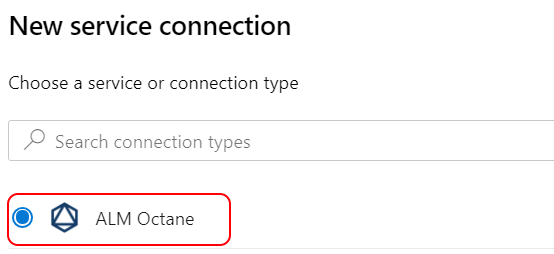 New service connection
Choose a service or connection type
Search connection types
ALM Octane